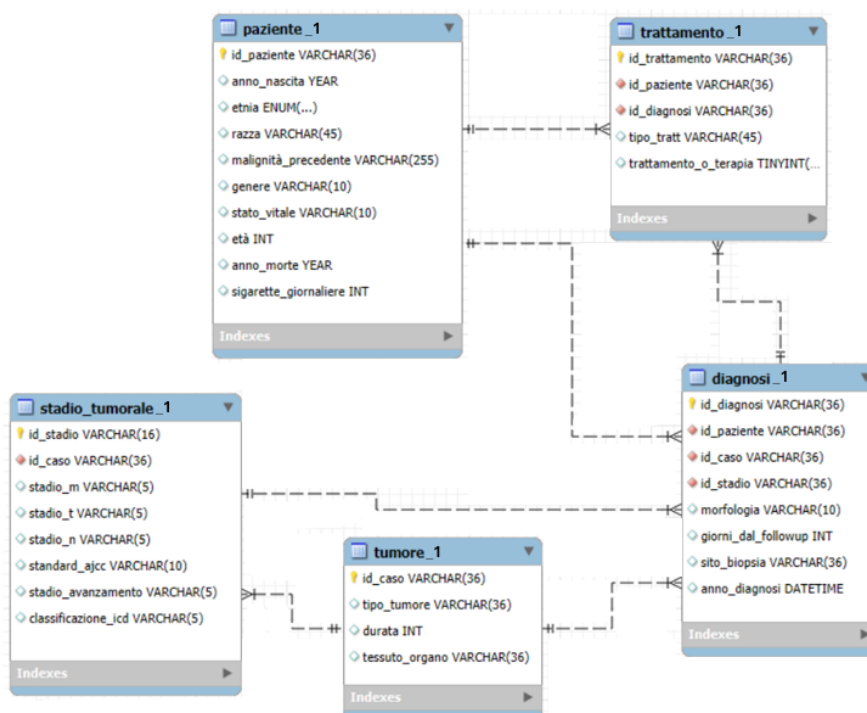 paziente_1
id_paziente VARCHAR(36)
anno_nascita YEAR
etnia ENUM(...)
razza VARCHAR(45)
malignità_precedente VARCHAR(255)
genere VARCHAR(10)
stato_vitale VARCHAR(10)
età INT
anno_morte YEAR
sigarette_giornaliere INT
Indexes
trattamento_1
id_trattamento VARCHAR(36)
id_paziente VARCHAR(36)
id_diagnosi VARCHAR(36)
tipo_tratt VARCHAR(45)
trattamento_o_terapia TINYINT(...
Indexes
stadio_tumorale_1
id_stadio VARCHAR(16)
id_caso VARCHAR(36)
stadio_m VARCHAR(5)
stadio_t VARCHAR(5)
stadio_n VARCHAR(5)
standard_ajcc VARCHAR(10)
stadio_avanzamento VARCHAR(5)
classificazione_icd VARCHAR(5)
Indexes
tumore_1
id_caso VARCHAR(36)
tipo_tumore VARCHAR(36)
durata INT
tessuto_organo VARCHAR(36)
Indexes
diagnosi_1
id_diagnosi VARCHAR(36)
id_paziente VARCHAR(36)
id_caso VARCHAR(36)
id_stadio VARCHAR(36)
morfologia VARCHAR(10)
giorni_dal_followup INT
sito_biopsia VARCHAR(36)
anno_diagnosi DATETIME
Indexes